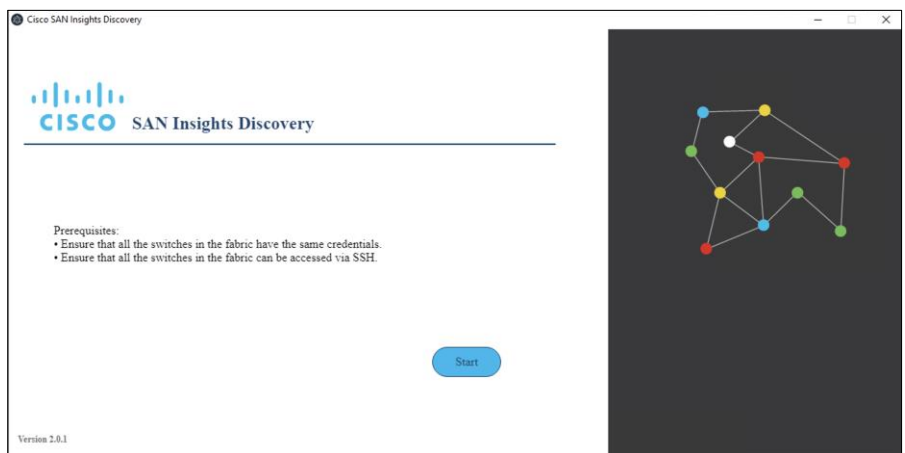 Cisco SAN Insights Discovery
CISCO SAN Insights Discovery
Prerequisites:
• Ensure that all the switches in the fabric have the same credentials.
• Ensure that all the switches in the fabric can be accessed via SSH.
Start
Version 2.0.1